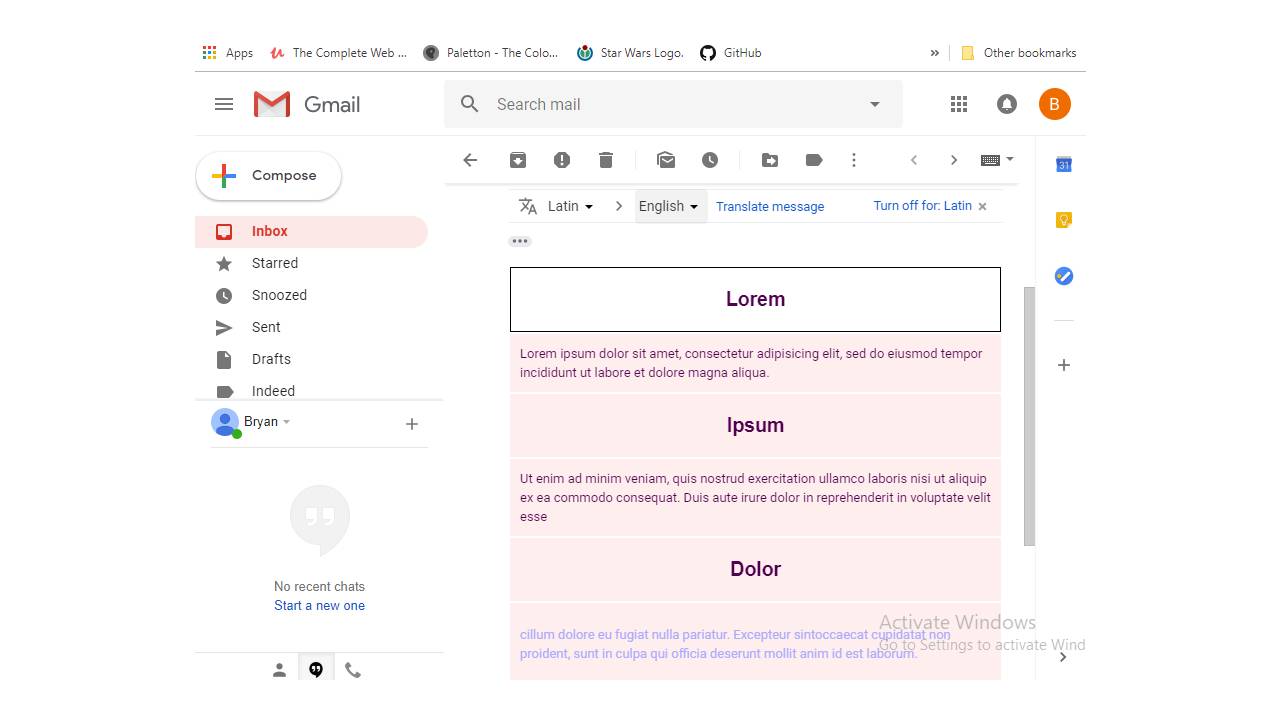 Apps The Complete Web ... Paletton - The Colo... Star Wars Logo. GitHub » Other bookmarks
Gmail
Search mail
B
Compose
Inbox
Starred
Snoozed
Sent
Drafts
Indeed
Bryan
No recent chats
Start a new one
Latin > English Translate message Turn off for: Latin ×
Lorem
Lorem ipsum dolor sit amet, consectetur adipisicing elit, sed do eiusmod tempor
incididunt ut labore et dolore magna aliqua.
Ipsum
Ut enim ad minim veniam, quis nostrud exercitation ullamco laboris nisi ut aliquip
ex ea commodo consequat. Duis aute irure dolor in reprehenderit in voluptate velit
esse
Dolor
cillum dolore eu fugiat nulla pariatur. Excepteur sintoccaecat cupidatat non
proident, sunt in culpa qui officia deserunt mollit anim id est laborum.
31
Activate Windows
Go to Settings to activate Wind